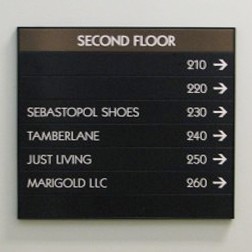 SECOND FLOOR
210 →
220 →
SEBASTOPOL SHOES 230 →
TAMBERLANE 240 →
JUST LIVING 250 →
MARIGOLD LLC 260 →